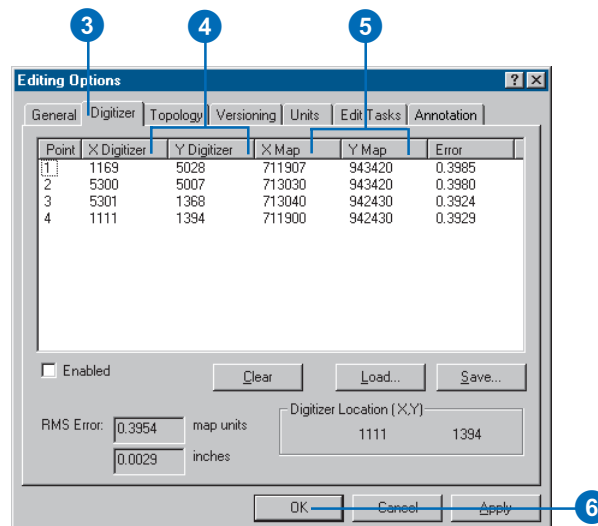 3 4 5
Editing Options
General Digitizer Topology Versioning Units Edit Tasks Annotation
Point X Digitizer Y Digitizer X Map Y Map Error
1 1169 5028 711907 943420 0.3985
2 5300 5007 713030 943420 0.3980
3 5301 1368 713040 942430 0.3924
4 1111 1394 711900 942430 0.3929
Enabled Clear Load... Save...
Digitizer Location (X,Y)
RMS Error: 0.3954 map units 1111 1394
0.0029 inches
OK Cancel Apply 6